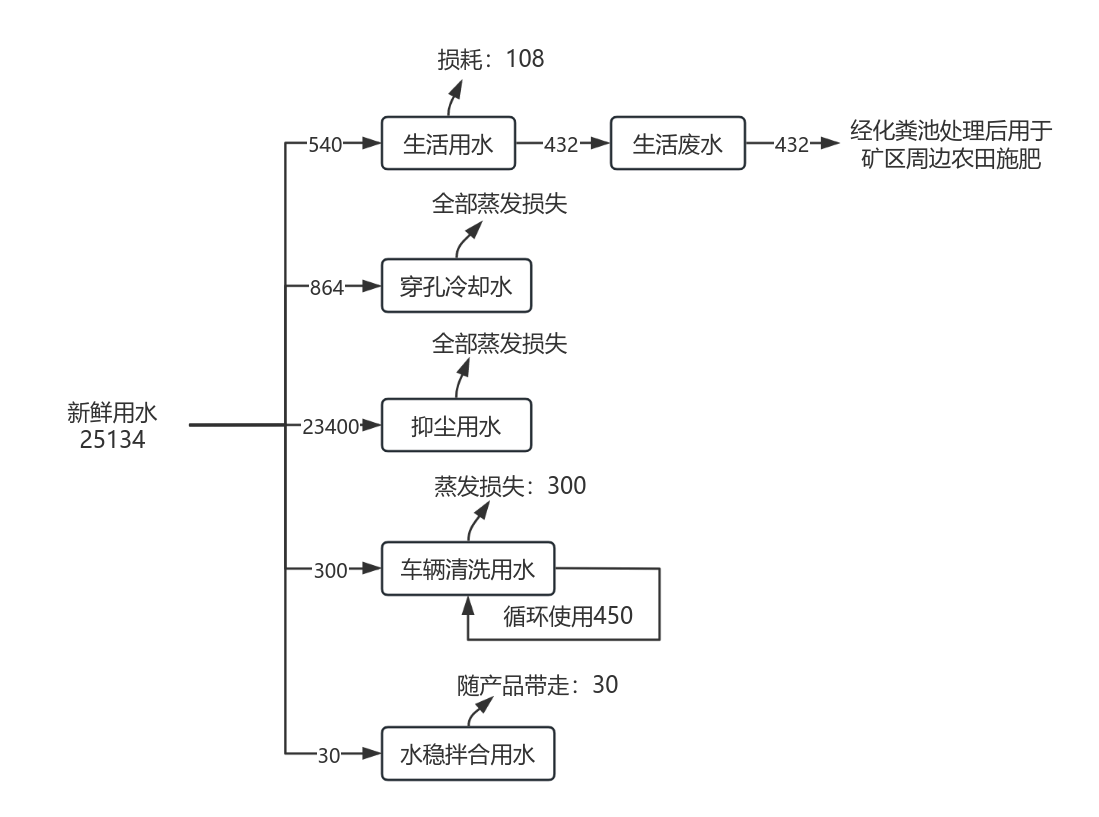 损耗：108
540
生活用水
432
生活废水
432
经化粪池处理后用于
矿区周边农田施肥
全部蒸发损失
864
穿孔冷却水
全部蒸发损失
新鲜用水
25134
23400
抑尘用水
蒸发损失：300
300
车辆清洗用水
循环使用450
随产品带走：30
30
水稳拌合用水